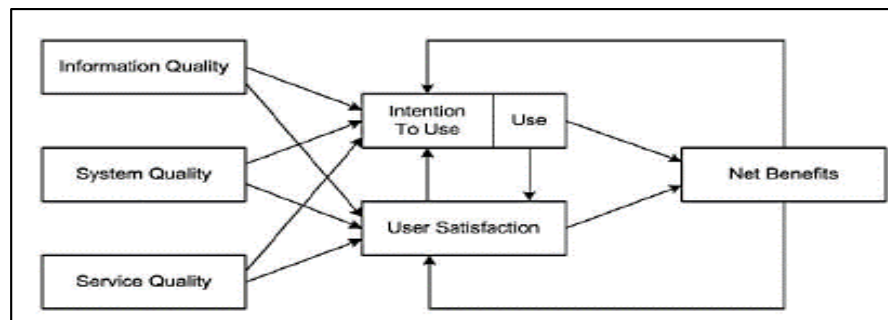 Information Quality
Intention
To Use
Use
System Quality
Net Benefits
User Satisfaction
Service Quality